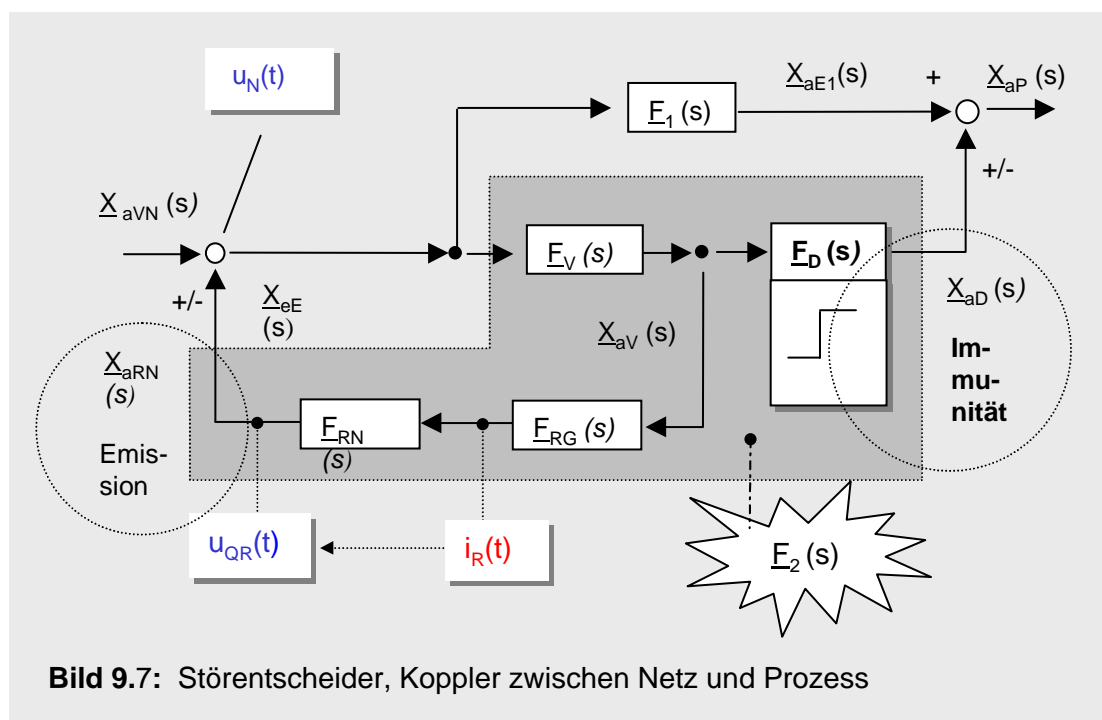 u_N(t)
X_aE1(s)
+
X_aP (s)
F_1 (s)
+/-
X_aVN (s)
F_V (s)
F_D (s)
+/-
X_eE
(s)
X_aV (s)
X_aD (s)
X_aRN
(s)
Im-
mu-
nität
F_RN
(s)
F_RG (s)
Emis-
sion
u_QR(t)
i_R(t)
F_2 (s)
Bild 9.7: Störentscheider, Koppler zwischen Netz und Prozess